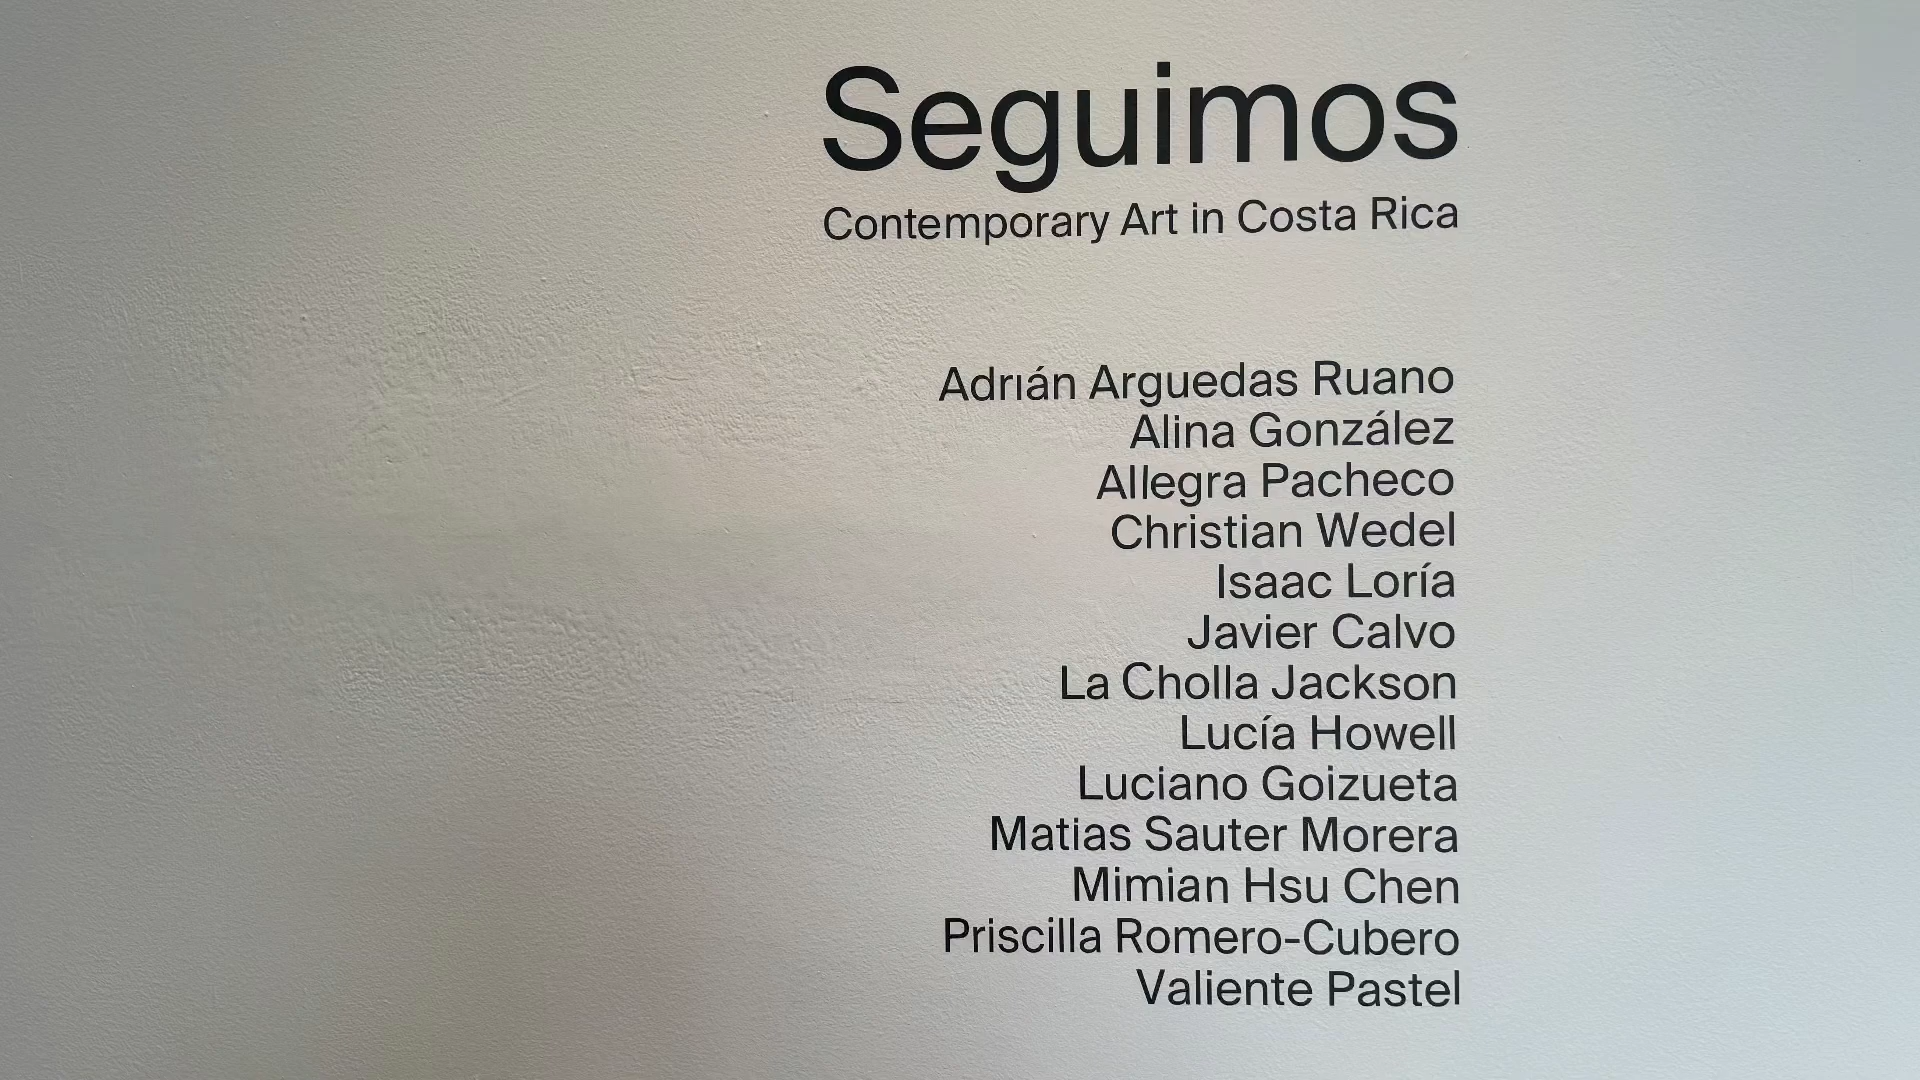 Seguimos
Contemporary Art in Costa Rica
Adrıán Arguedas Ruano
Alina González
Allegra Pacheco
Christian Wedel
Isaac Loría
Javier Calvo
La Cholla Jackson
Lucía Howell
Luciano Goizueta
Matias Sauter Morera
Mimian Hsu Chen
Priscilla Romero-Cubero
Valiente Pastel